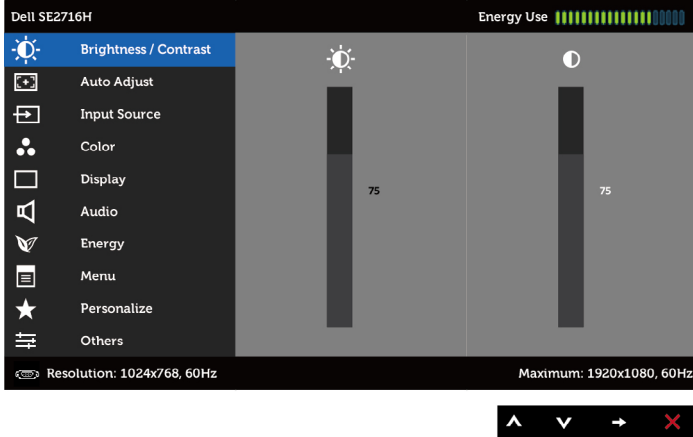 Dell SE2716H
Energy Use
Brightness / Contrast
Auto Adjust
Input Source
Color
Display
Audio
Energy
Menu
Personalize
Others
75
75
Resolution: 1024x768, 60Hz
Maximum: 1920x1080, 60Hz